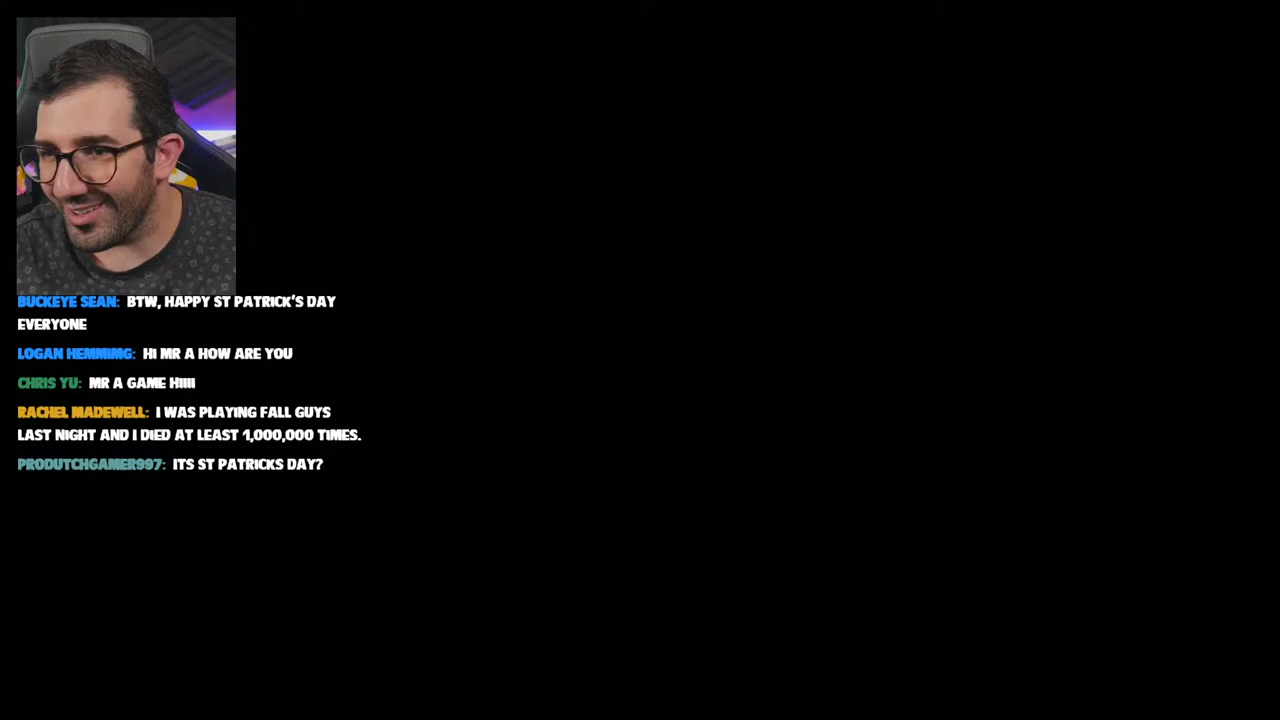 BUCKEYE SEAN: BTW, HAPPY ST PATRICK'S DAY
EVERYONE
LOGAN HEMMIMG: HI MR A HOW ARE YOU
CHRIS YU: MR A GAME HIIII
RACHEL MADEWELL: I WAS PLAYING FALL GUYS
LAST NIGHT AND I DIED AT LEAST 1,000,000 TIMES.
PRODUTCHGAMER997: ITS ST PATRICKS DAY?